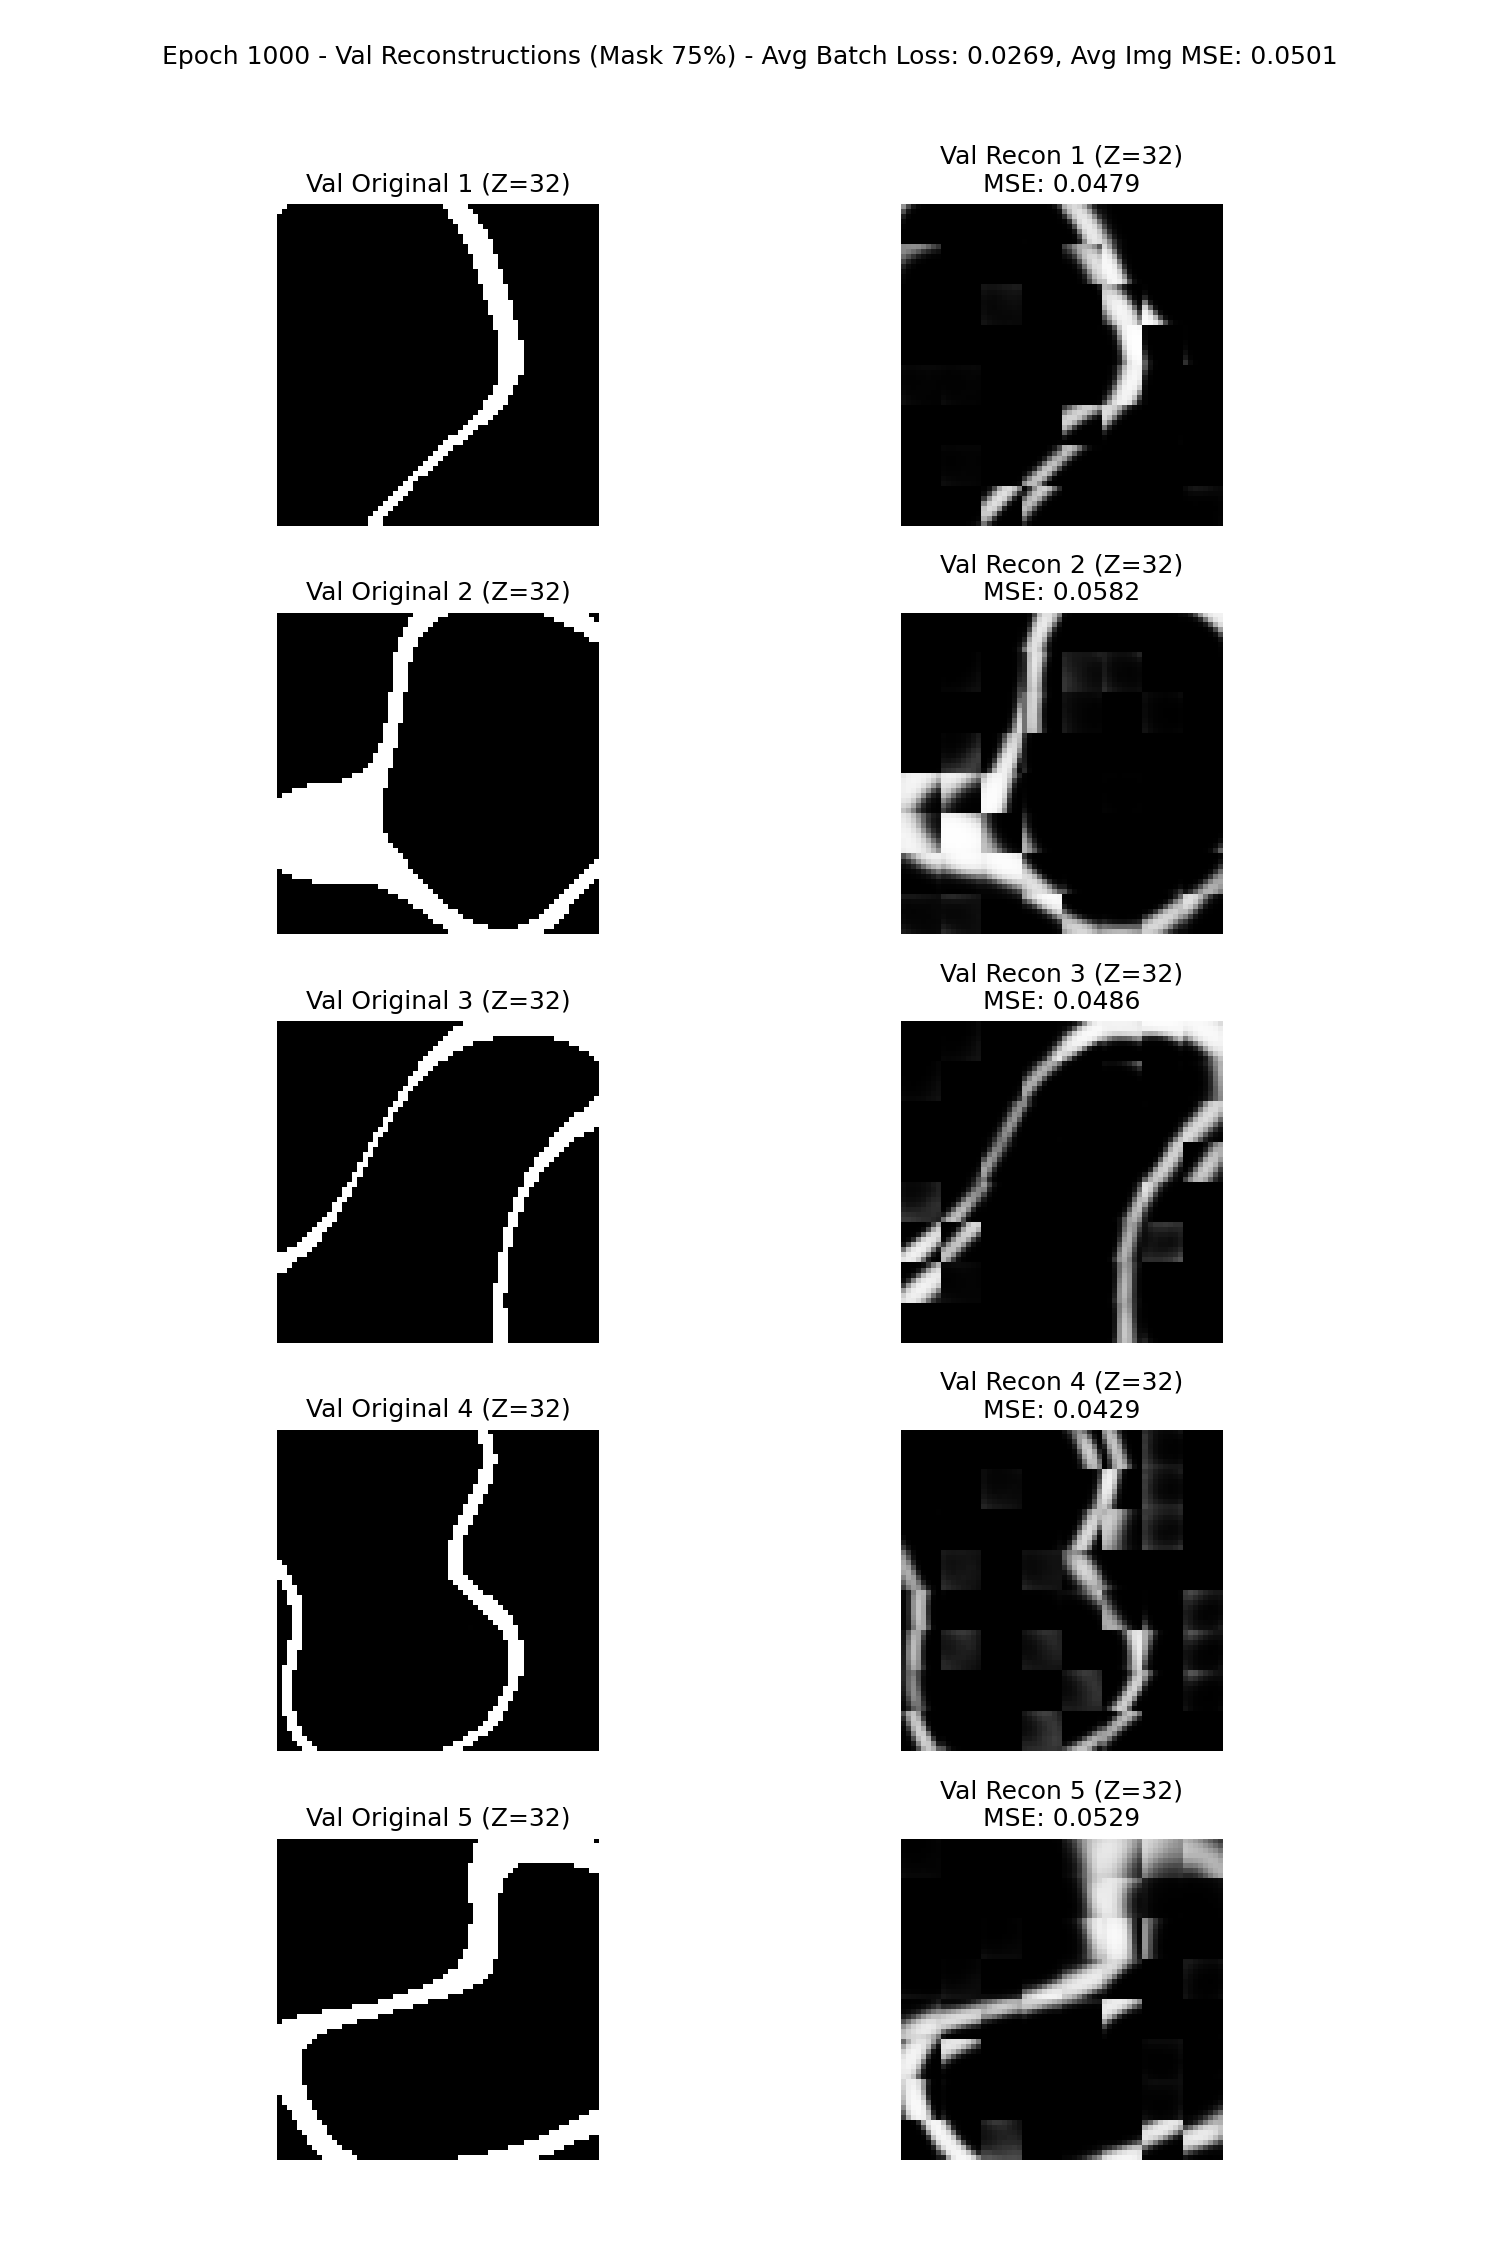 Epoch 1000 - Val Reconstructions (Mask 75%) - Avg Batch Loss: 0.0269, Avg Img MSE: 0.0501
Val Original 1 (Z=32)
Val Recon 1 (Z=32)
MSE: 0.0479
Val Original 2 (Z=32)
Val Recon 2 (Z=32)
MSE: 0.0582
Val Original 3 (Z=32)
Val Recon 3 (Z=32)
MSE: 0.0486
Val Original 4 (Z=32)
Val Recon 4 (Z=32)
MSE: 0.0429
Val Original 5 (Z=32)
Val Recon 5 (Z=32)
MSE: 0.0529